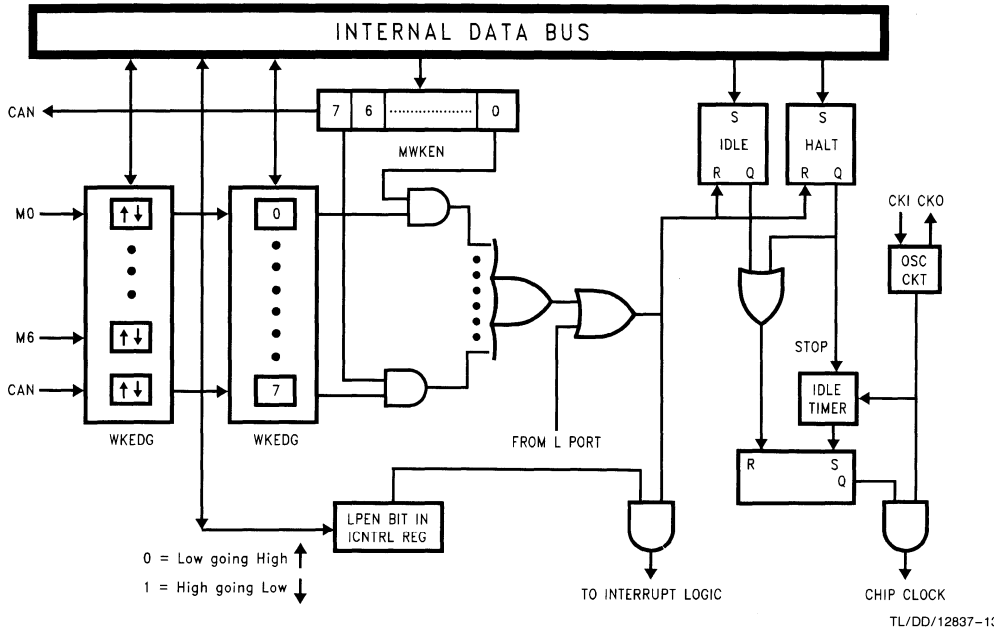 INTERNAL DATA BUS
CAN
7 6 0
MWKEN
S
IDLE
R Q
S
HALT
R Q
M0
M6
CAN
0
7
WKEDG
WKEDG
CKI CKO
OSC
CKT
STOP
IDLE
TIMER
FROM L PORT
R S
Q
LPEN BIT IN
ICNTRL REG
0 = Low going High
1 = High going Low
TO INTERRUPT LOGIC
CHIP CLOCK
TL/DD/12837–13